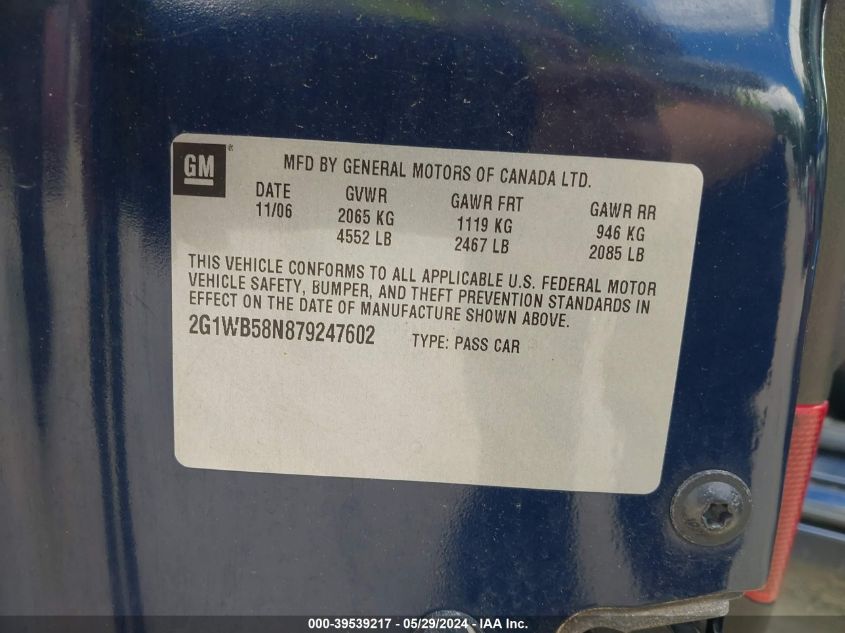 GM ®
MFD BY GENERAL MOTORS OF CANADA LTD.
DATE GVWR GAWR FRT GAWR RR
11/06 2065 KG 1119 KG 946 KG
4552 LB 2467 LB 2085 LB
THIS VEHICLE CONFORMS TO ALL APPLICABLE U.S. FEDERAL MOTOR
VEHICLE SAFETY, BUMPER, AND THEFT PREVENTION STANDARDS IN
EFFECT ON THE DATE OF MANUFACTURE SHOWN ABOVE.
2G1WB58N879247602 TYPE: PASS CAR
000-39539217 - 05/29/2024 - IAA Inc.